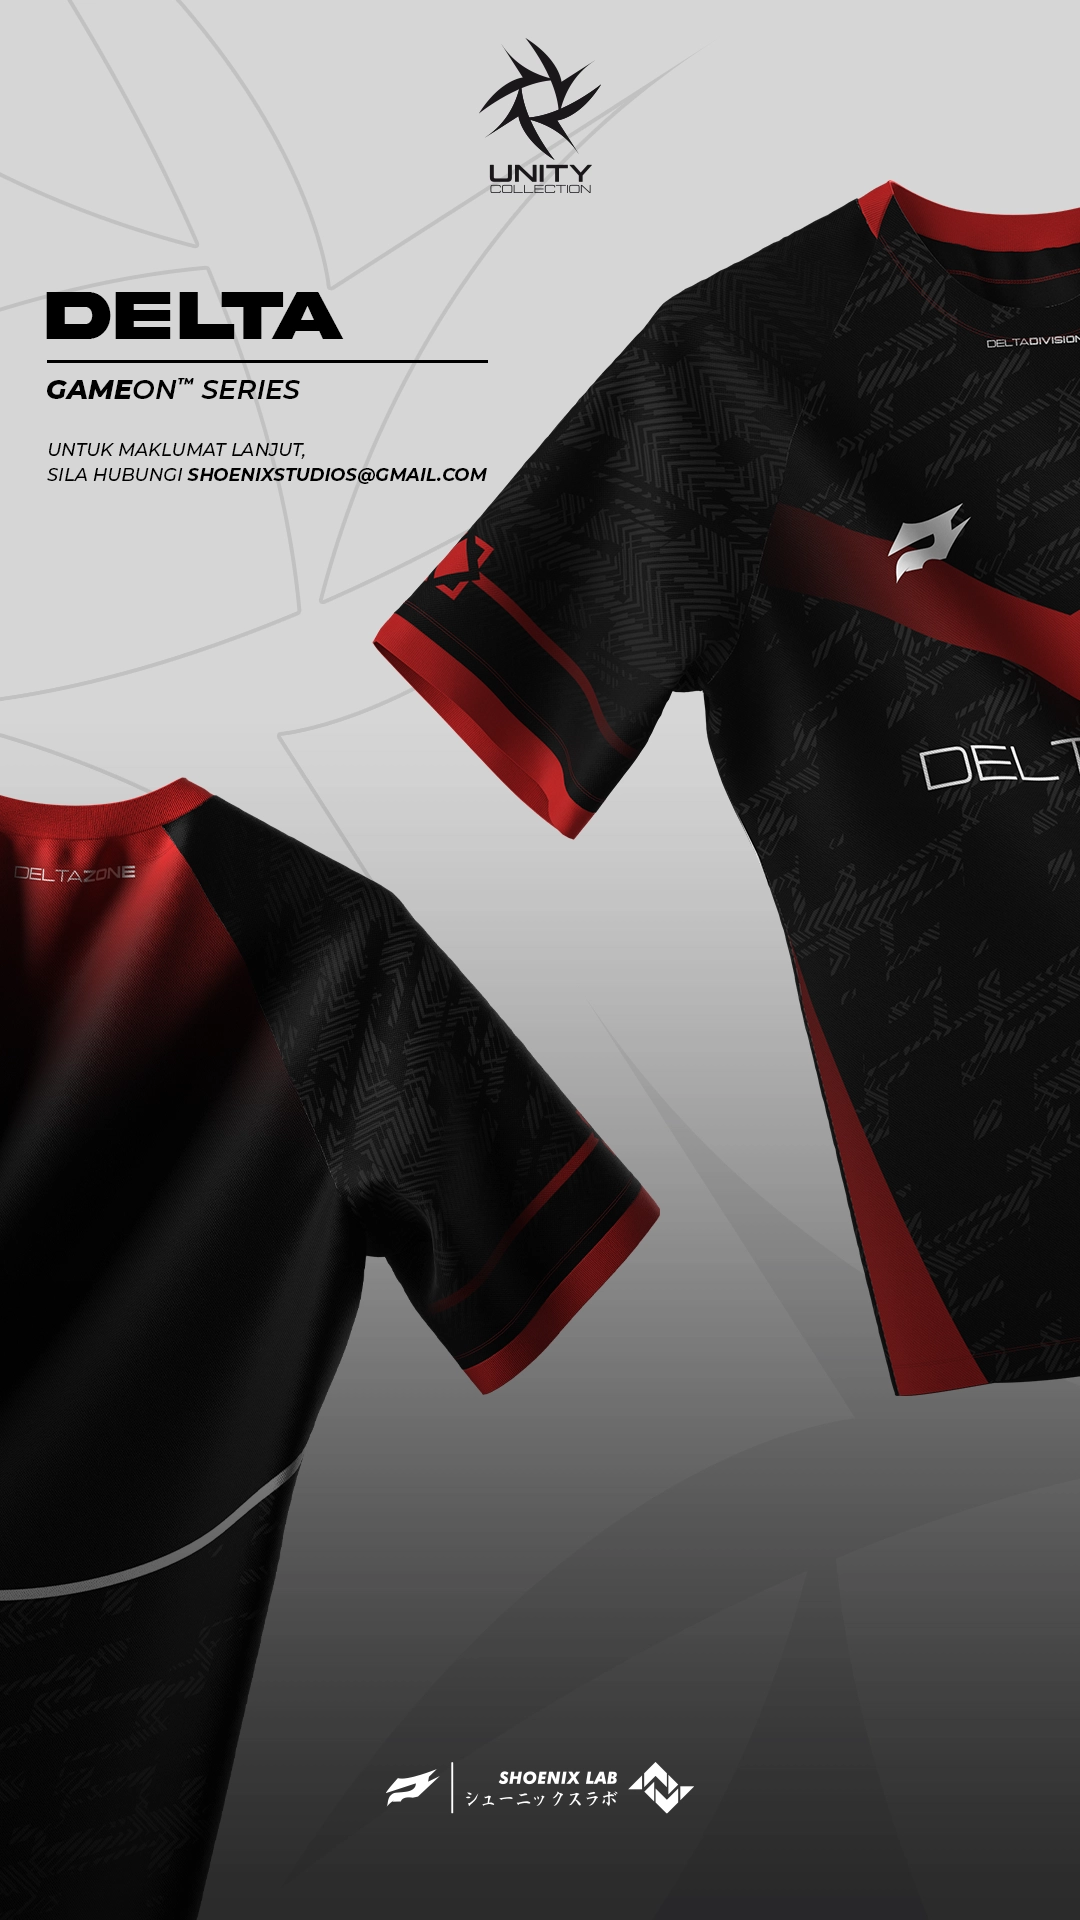 UNITY
COLLECTION
DELTA
GAMEON™ SERIES
UNTUK MAKLUMAT LANJUT,
SILA HUBUNGI SHOENIXSTUDIOS@GMAIL.COM
DELTADIVISION
DELT
DELTAZONE
SHOENIX LAB
シューニックスラボ